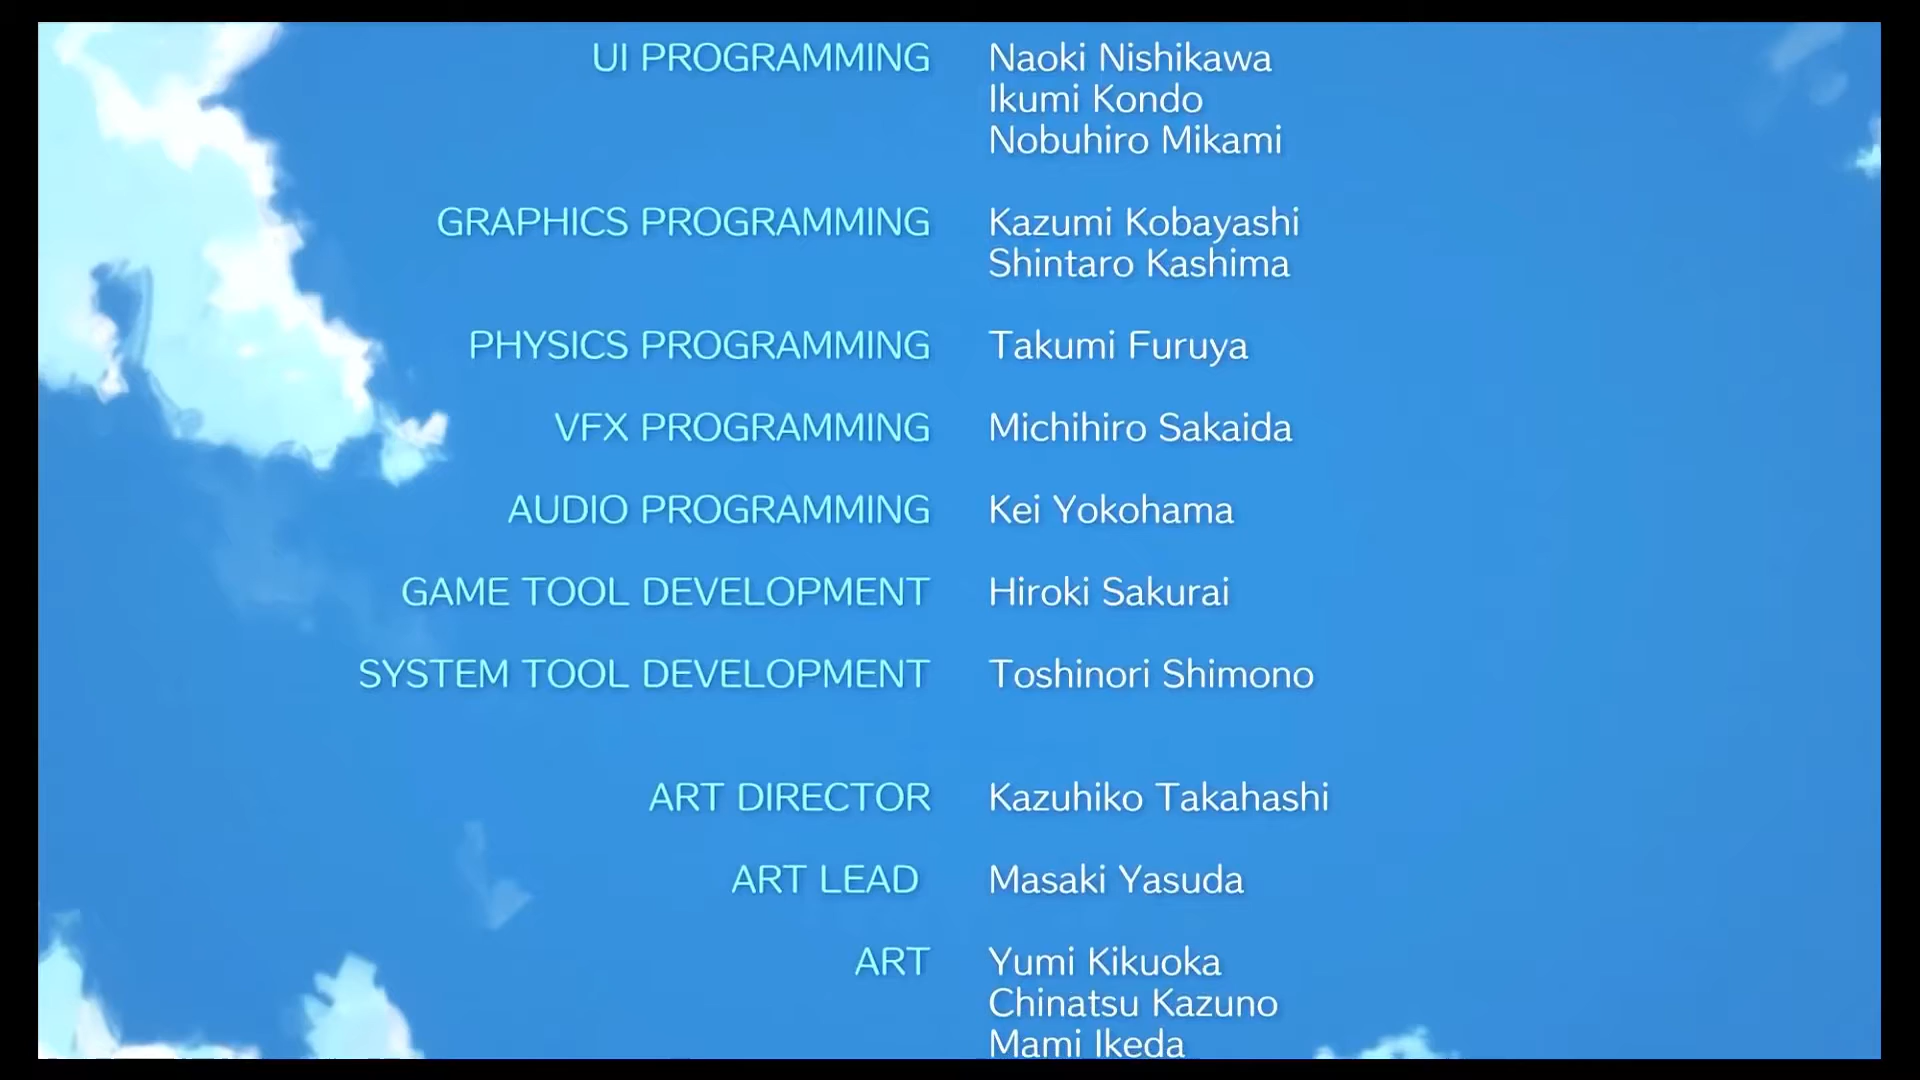 UI PROGRAMMING Naoki Nishikawa
Ikumi Kondo
Nobuhiro Mikami
GRAPHICS PROGRAMMING Kazumi Kobayashi
Shintaro Kashima
PHYSICS PROGRAMMING Takumi Furuya
VFX PROGRAMMING Michihiro Sakaida
AUDIO PROGRAMMING Kei Yokohama
GAME TOOL DEVELOPMENT Hiroki Sakurai
SYSTEM TOOL DEVELOPMENT Toshinori Shimono
ART DIRECTOR Kazuhiko Takahashi
ART LEAD Masaki Yasuda
ART Yumi Kikuoka
Chinatsu Kazuno
Mami Ikeda